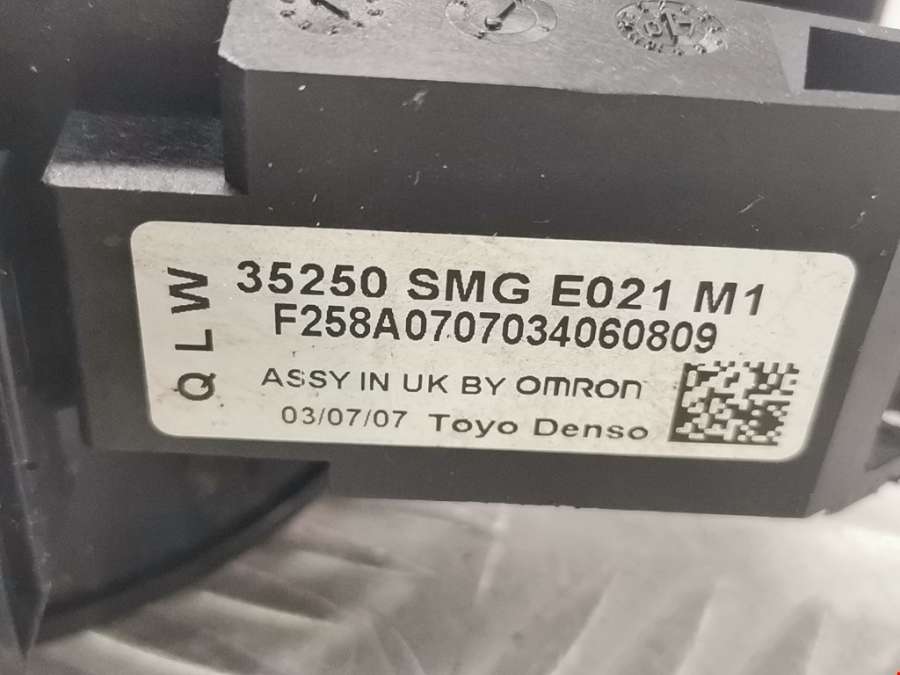 35250 SMG E021 M1
F258A0707034060809
ASSY IN UK BY OMRON
03/07/07 Toyo Denso
QLW